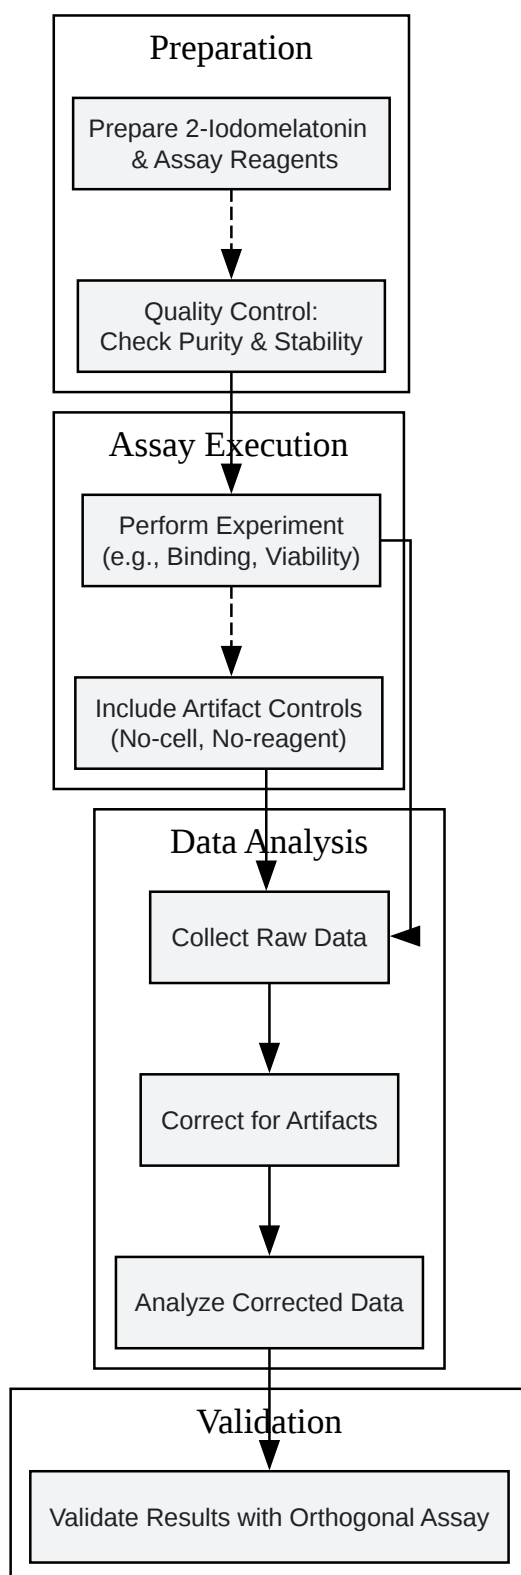 Preparation
Prepare 2-Iodomelatonin
& Assay Reagents
Quality Control:
Check Purity & Stability
Assay Execution
Perform Experiment
(e.g., Binding, Viability)
Include Artifact Controls
(No-cell, No-reagent)
Data Analysis
Collect Raw Data
Correct for Artifacts
Analyze Corrected Data
Validation
Validate Results with Orthogonal Assay